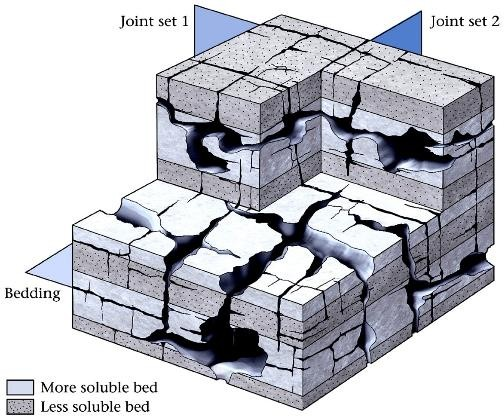 Joint set 1
Joint set 2
Bedding
More soluble bed
Less soluble bed